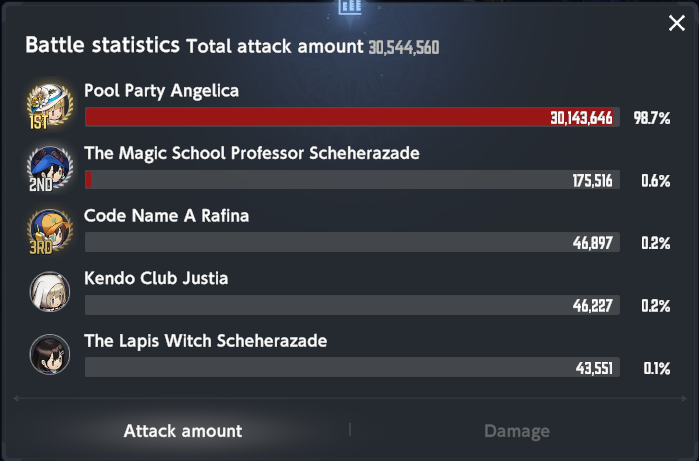 Battle statistics Total attack amount 30,544,560
Pool Party Angelica
1ST 30,143,646 98.7%
The Magic School Professor Scheherazade
2ND 175,516 0.6%
Code Name A Rafina
3RD 46,897 0.2%
Kendo Club Justia
46,227 0.2%
The Lapis Witch Scheherazade
43,551 0.1%
Attack amount | Damage